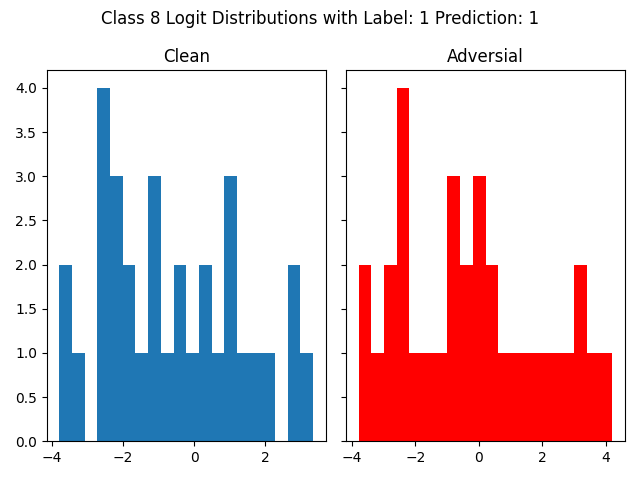 Class 8 Logit Distributions with Label: 1 Prediction: 1
Clean
Adversial
4.0
3.5
3.0
2.5
2.0
1.5
1.0
0.5
0.0
−4 −2 0 2
−4 −2 0 2 4